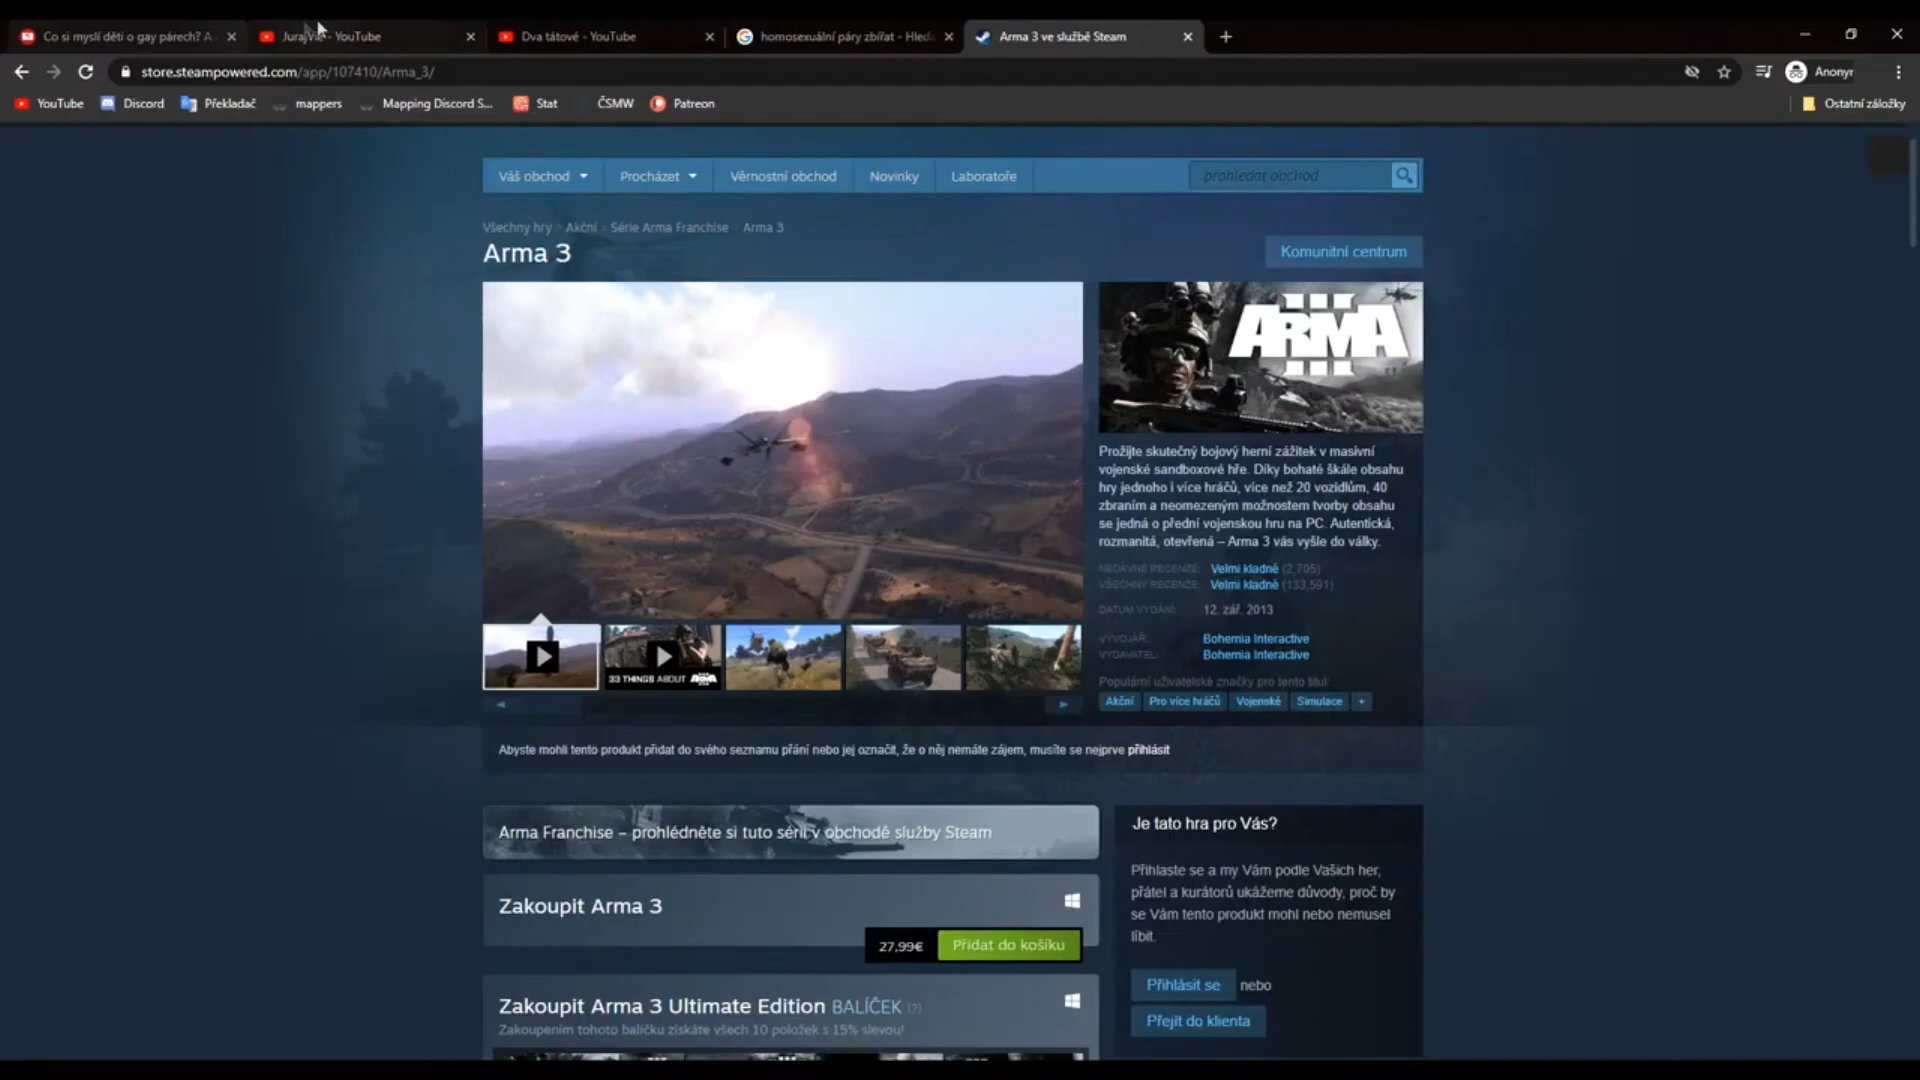 Co si myslí děti o gay párech? A
- YouTube
Dva tátové - YouTube
homosexuální páry zbířat - Hled
Arma 3 ve službě Steam
store.steampowered.com/app/107410/Arma_3/
Anonyr
YouTube
Discord
Překladač
mappers
Mapping Discord S...
Stat
ČSMW
Patreon
Ostatní záložky
Váš obchod
Procházet
Věrnostní obchod
Novinky
Laboratoře
prohledat obchod
Všechny hry > Akční > Série Arma Franchise > Arma 3
Arma 3
Komunitní centrum
ARMA
III
Prožijte skutečný bojový herní zážitek v masivní
vojenské sandboxové hře. Díky bohaté škále obsahu
hry jednoho i více hráčů, více než 20 vozidlům, 40
zbraním a neomezeným možnostem tvorby obsahu
se jedná o přední vojenskou hru na PC. Autentická,
rozmanitá, otevřená – Arma 3 vás vyšle do války.
NEDÁVNÉ RECENZE: Velmi kladné (2,705)
VŠECHNY RECENZE: Velmi kladné (133,591)
DATUM VYDÁNÍ: 12. zář. 2013
VÝVOJÁŘ: Bohemia Interactive
VYDAVATEL: Bohemia Interactive
Populární uživatelské značky pro tento titul:
Akční
Pro více hráčů
Vojenské
Simulace
+
33 THINGS ABOUT ARMA
Abyste mohli tento produkt přidat do svého seznamu přání nebo jej označit, že o něj nemáte zájem, musíte se nejprve přihlásit
Arma Franchise – prohlédněte si tuto sérii v obchodě služby Steam
Zakoupit Arma 3
27,99€
Přidat do košíku
Zakoupit Arma 3 Ultimate Edition BALÍČEK (?)
Zakoupením tohoto balíčku získáte všech 10 položek s 15% slevou!
Je tato hra pro Vás?
Přihlaste se a my Vám podle Vašich her,
přátel a kurátorů ukážeme důvody, proč by
se Vám tento produkt mohl nebo nemusel
líbit.
Přihlásit se nebo
Přejít do klienta